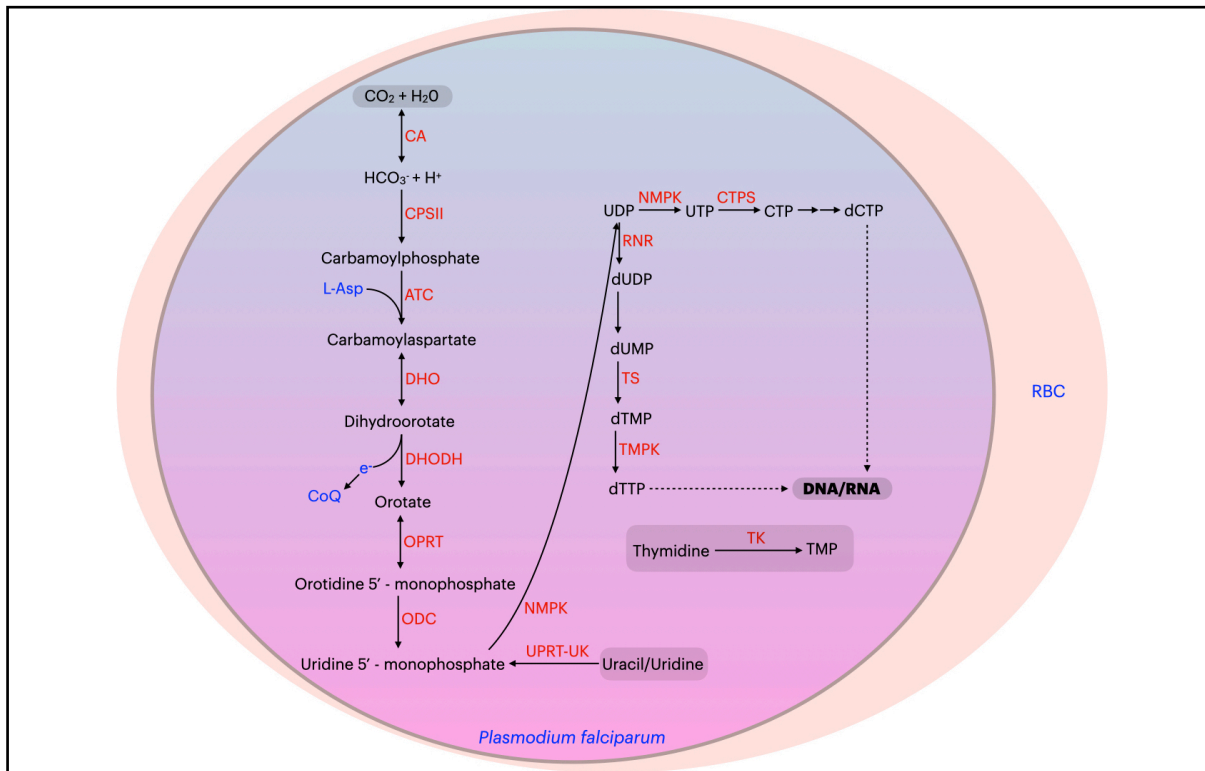 CO₂ + H₂O
CA
HCO₃⁻ + H⁺
CPSII
Carbamoylphosphate
L-Asp
ATC
Carbamoylaspartate
DHO
Dihydroorotate
e⁻
DHODH
CoQ
Orotate
OPRT
Orotidine 5’ - monophosphate
ODC
Uridine 5’ - monophosphate
UPRT-UK
Uracil/Uridine
NMPK
UDP NMPK UTP CTPS CTP dCTP
RNR
dUDP
dUMP
TS
dTMP
TMPK
dTTP
DNA/RNA
Thymidine TK TMP
RBC
Plasmodium falciparum